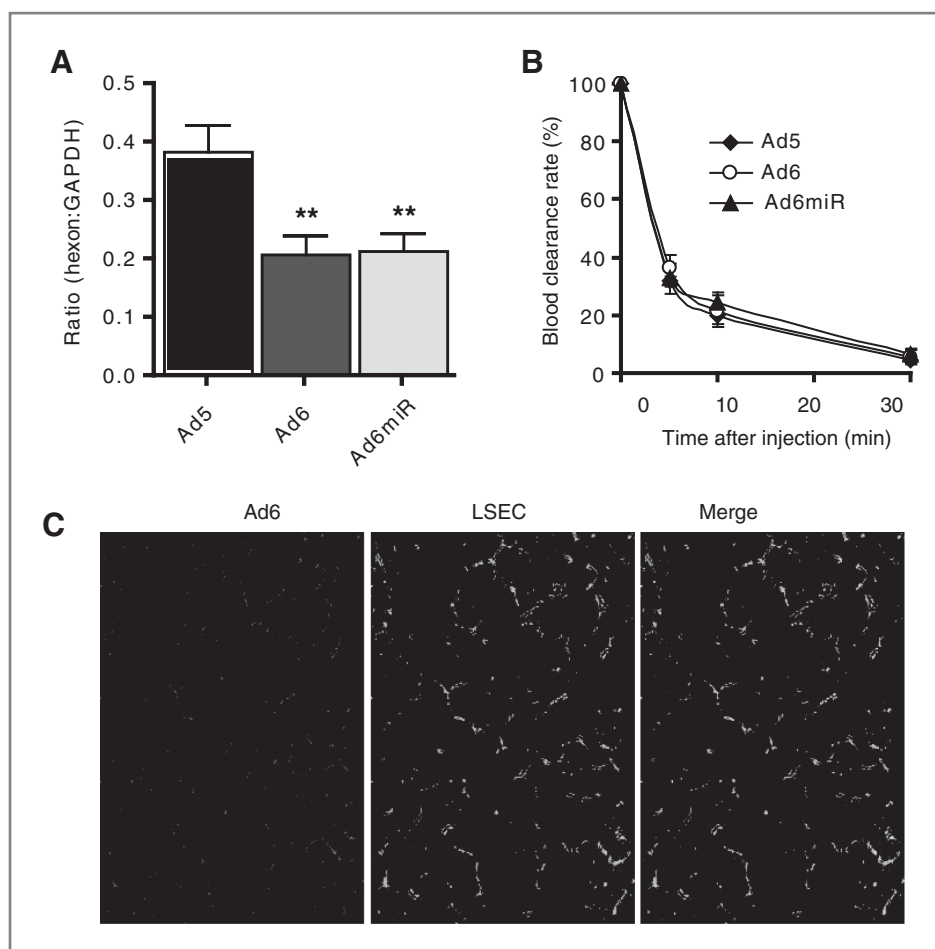 A
Ratio (hexon:GAPDH)
0.5
0.4
0.3
0.2
0.1
0.0
**
**
Ad5
Ad6
Ad6miR
B
Blood clearance rate (%)
100
80
60
40
20
0
Ad5
Ad6
Ad6miR
0 10 20 30
Time after injection (min)
C
Ad6 LSEC Merge